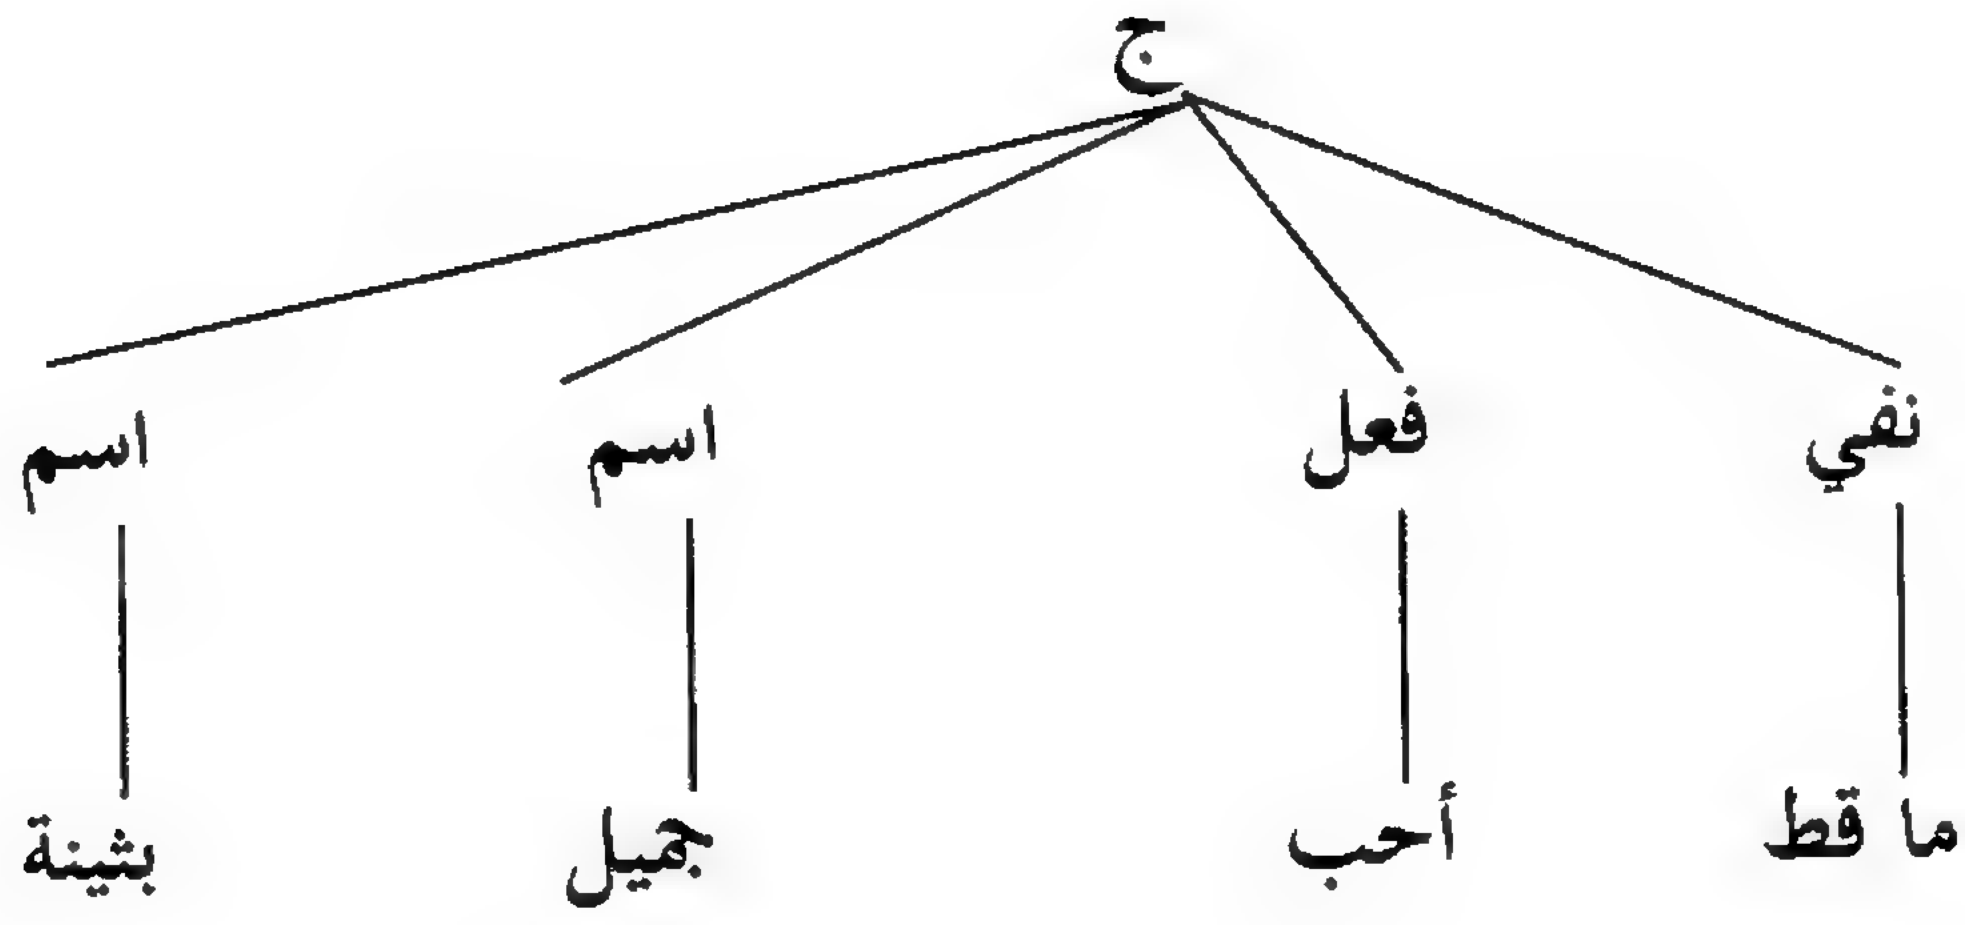 ج
نفي فعل اسم اسم
ما قط أحب جميل بثينة